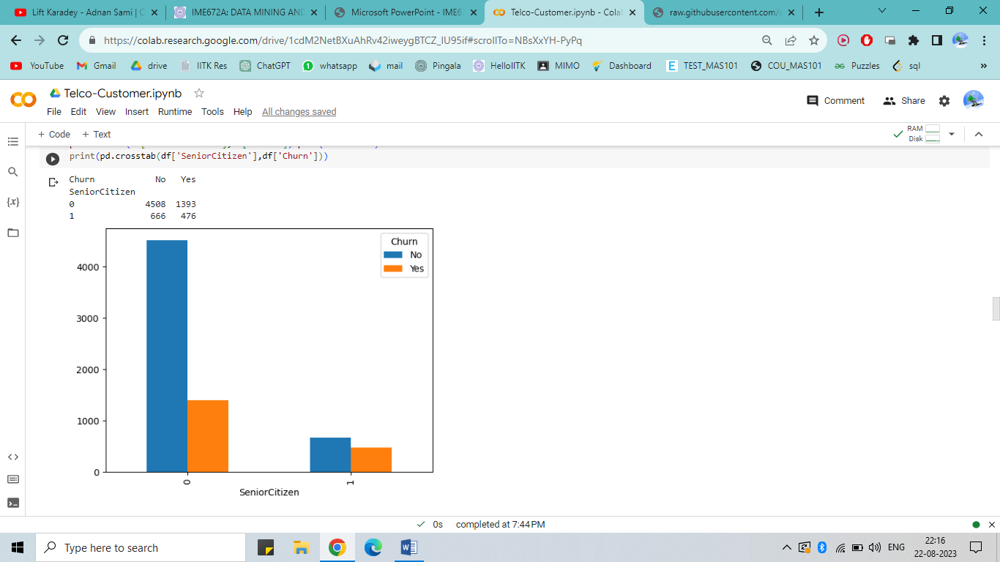 Lift Karadey - Adnan Sami | C
IME672A: DATA MINING AND
Microsoft PowerPoint - IME6
Telco-Customer.ipynb - Colab
raw.githubusercontent.com/
https://colab.research.google.com/drive/1cdM2NetBXuAhRv42iweygBTCZ_IU95if#scrollTo=NBsXxYH-PyPq
YouTube Gmail drive IITK Res ChatGPT whatsapp mail Pingala HelloIITK MIMO Dashboard TEST_MAS101 COU_MAS101 Puzzles sql »
Telco-Customer.ipynb
File Edit View Insert Runtime Tools Help All changes saved
Comment Share
+ Code + Text
RAM
Disk
print(pd.crosstab(df['SeniorCitizen'],df['Churn']))
Churn No Yes
SeniorCitizen
0 4508 1393
1 666 476
Churn
No
Yes
4000
3000
2000
1000
0
0 1
SeniorCitizen
{x}
0s completed at 7:44 PM
Type here to search
ENG
22:16
22-08-2023